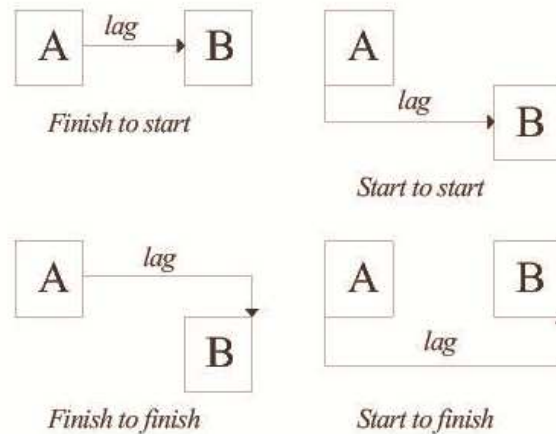 A lag B
A
lag
B
Finish to start
Start to start
A lag
B
Finish to finish
A B
lag
Start to finish